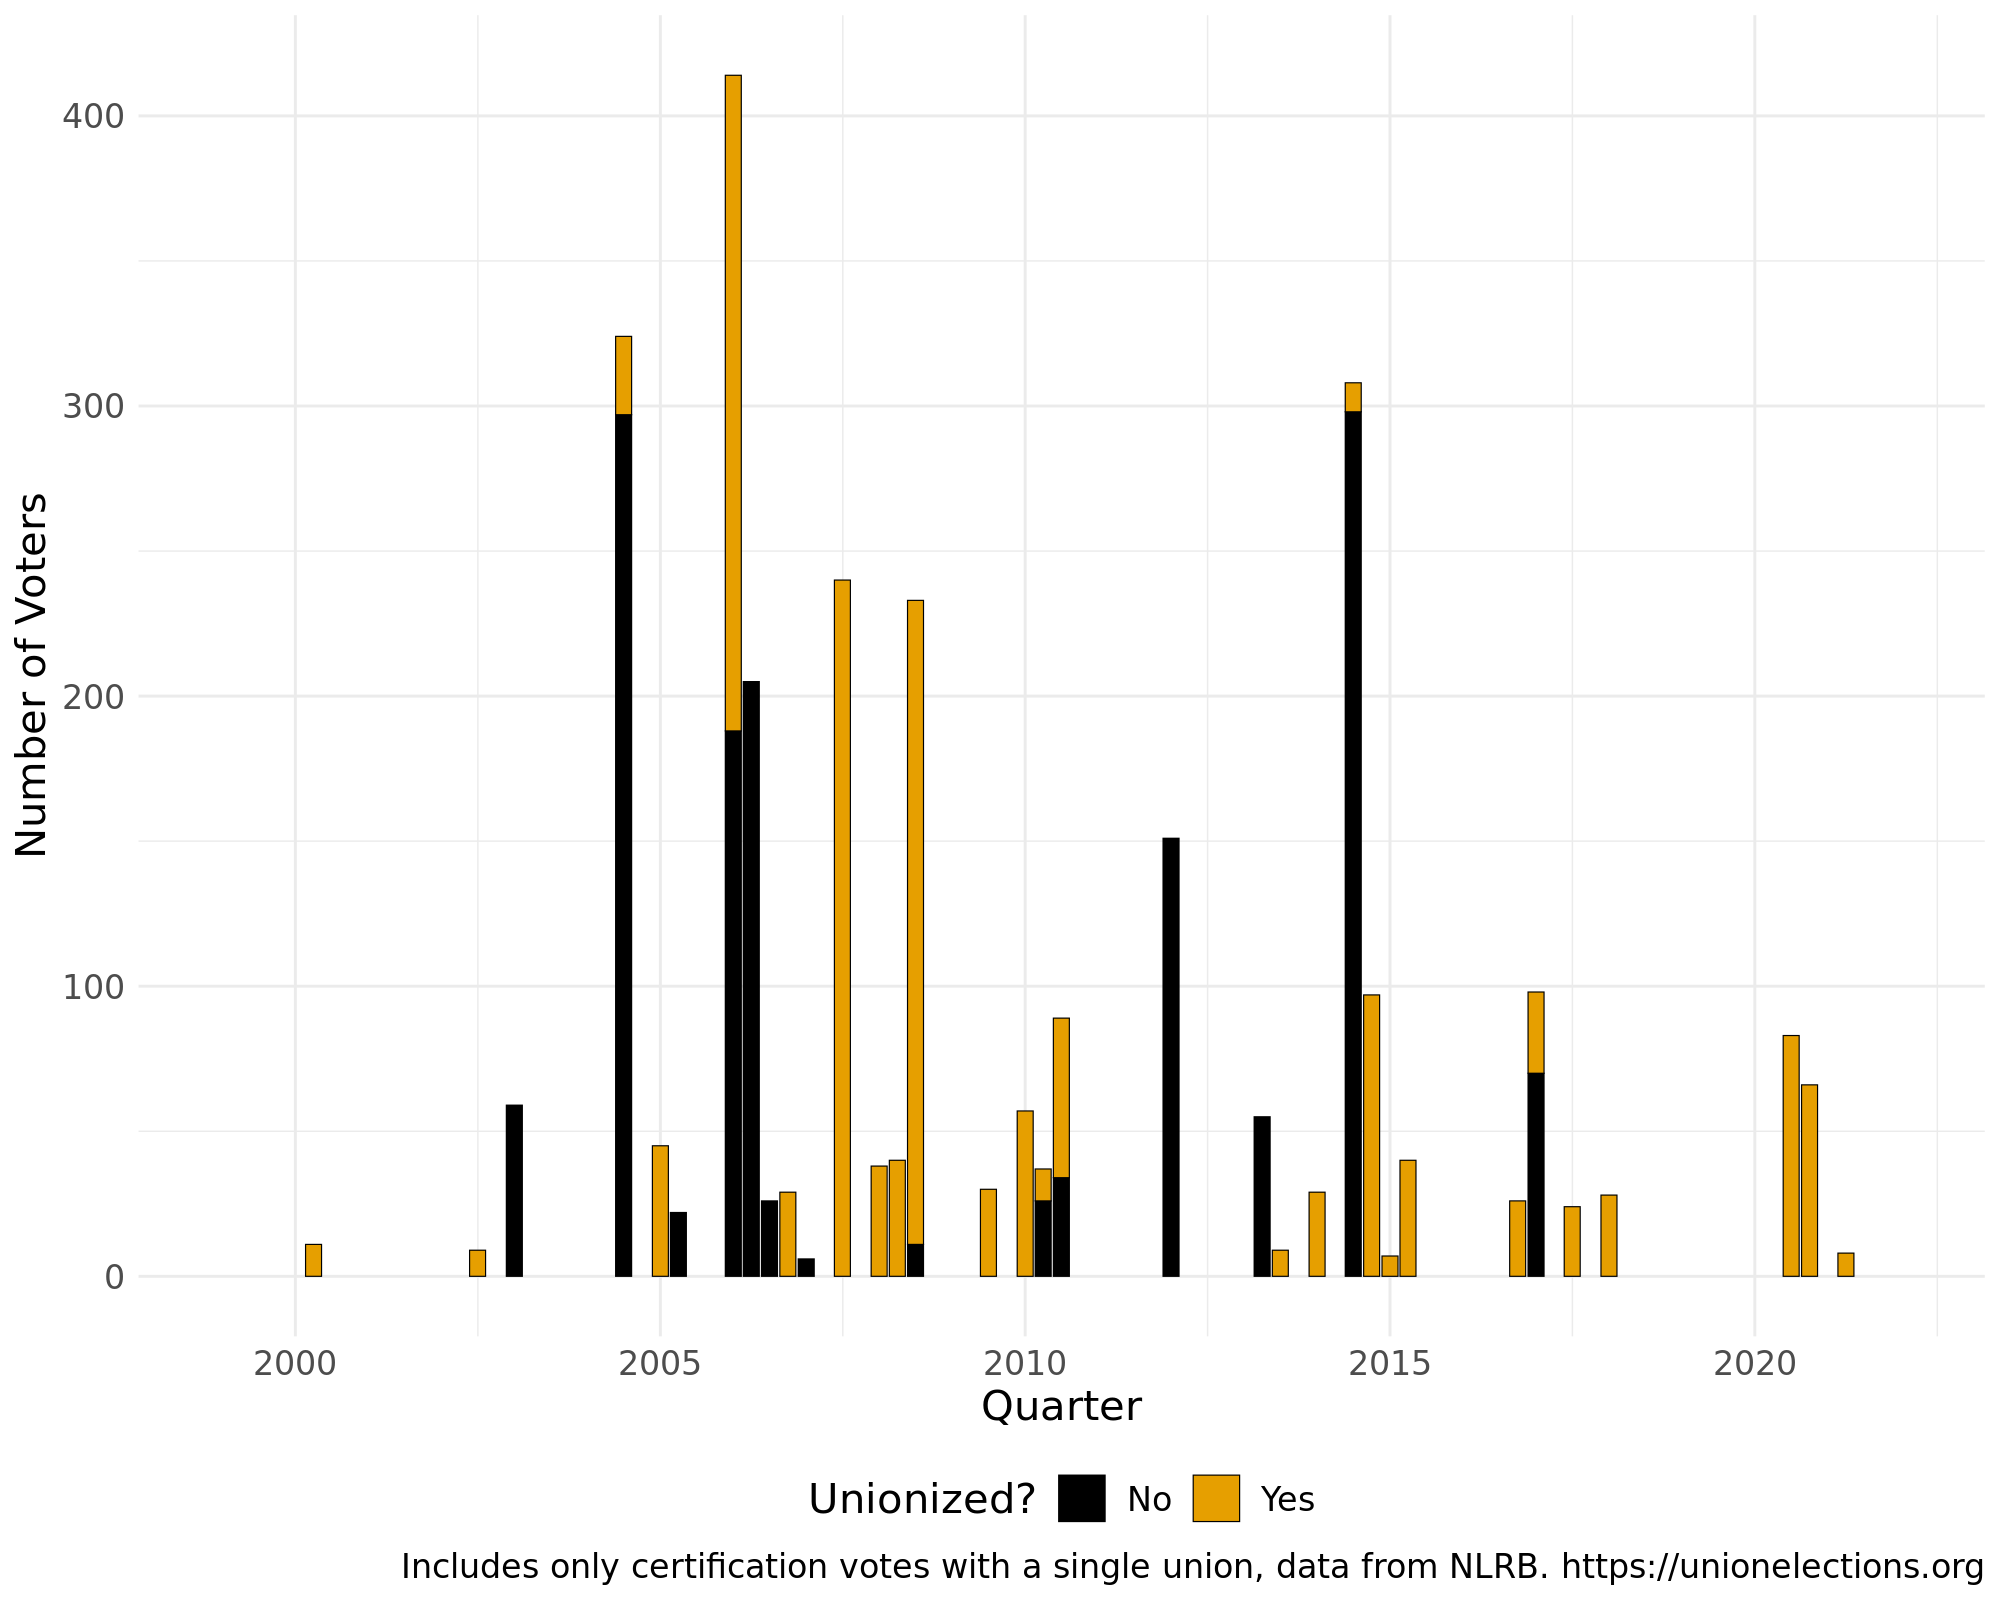 400
300
200
100
0
Number of Voters
2000 2005 2010 2015 2020
Quarter
Unionized? No Yes
Includes only certification votes with a single union, data from NLRB. https://unionelections.org